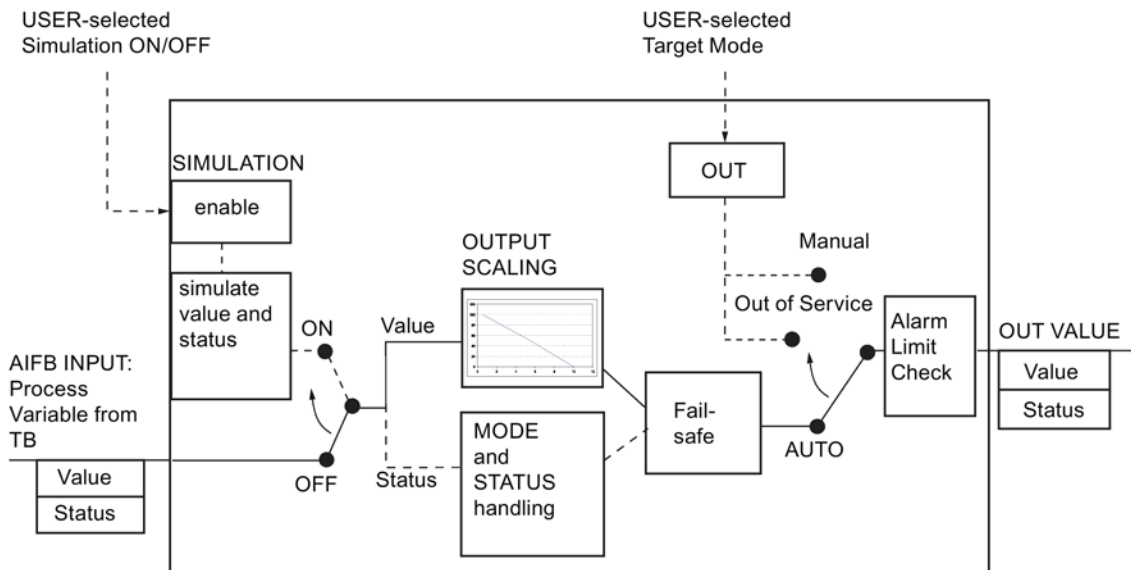 USER-selected
Simulation ON/OFF
USER-selected
Target Mode
SIMULATION
enable
OUT
simulate
value and
status
ON
OUTPUT
SCALING
Value
Manual
Out of Service
Alarm
Limit
Check
OUT VALUE
Value
Status
AIFB INPUT:
Process
Variable from
TB
Value
Status
OFF
Status
MODE
and
STATUS
handling
Fail-
safe
AUTO